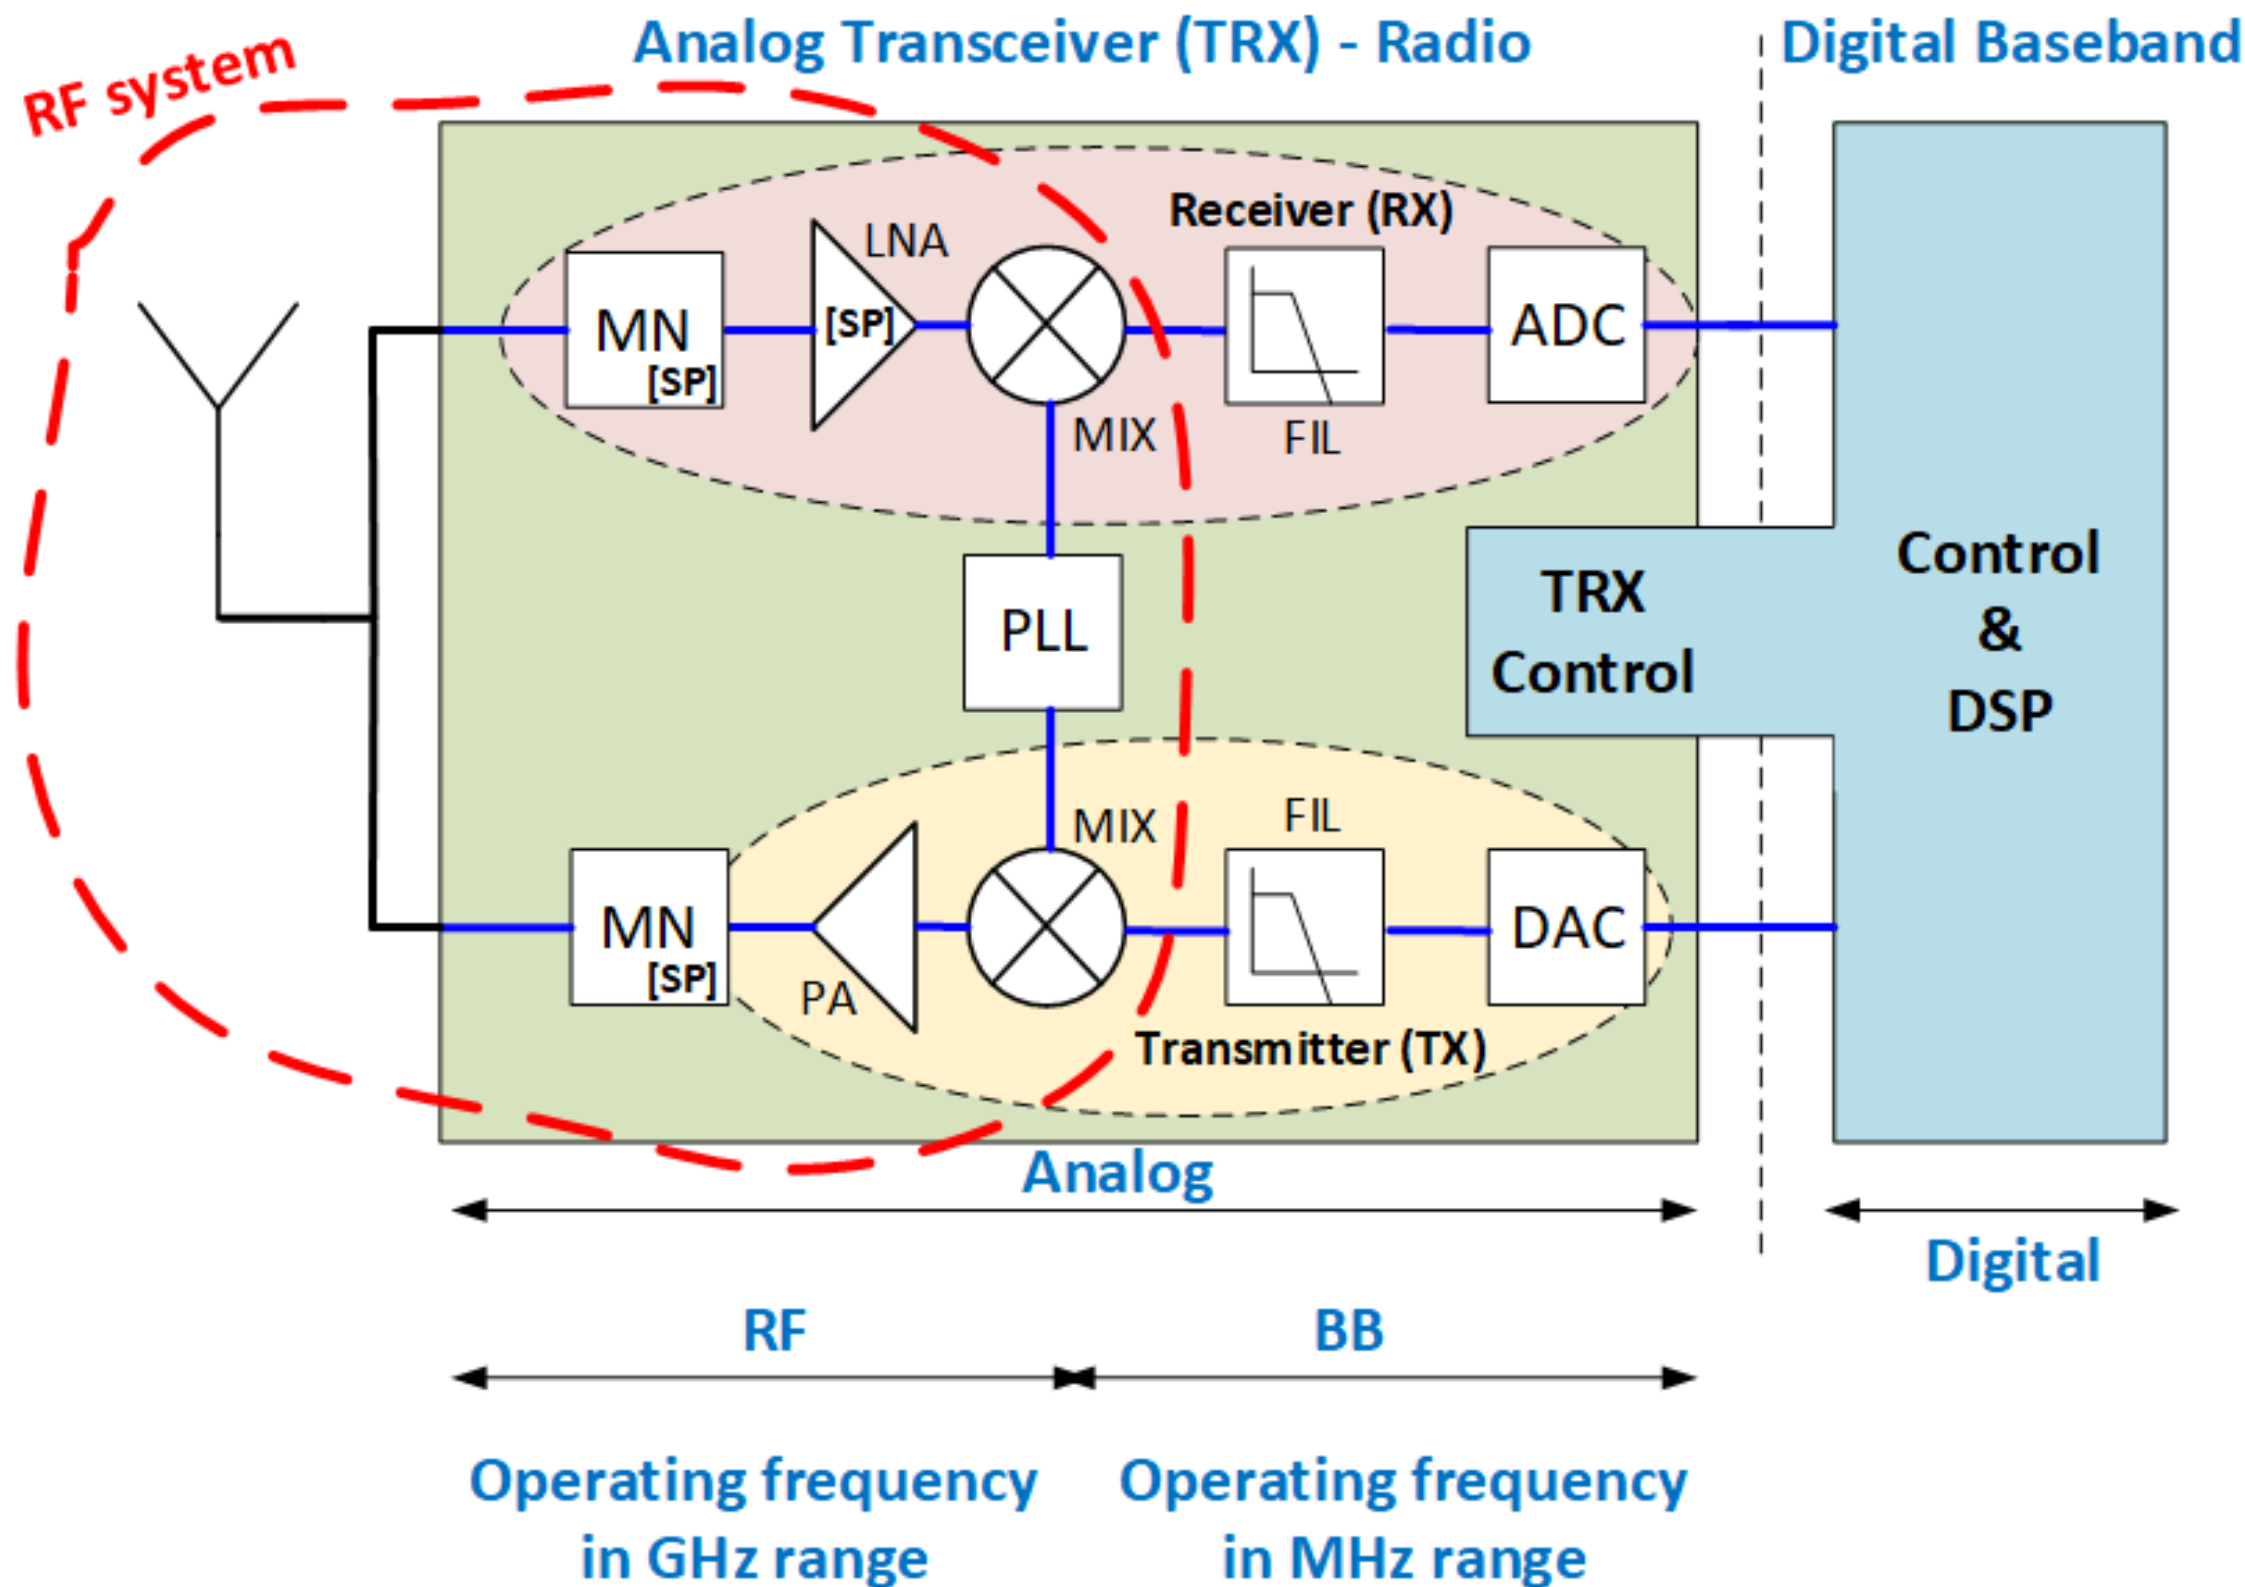 Analog Transceiver (TRX) - Radio
Digital Baseband
RF system
Receiver (RX)
LNA
MN
[SP]
[SP]
ADC
MIX
FIL
PLL
TRX
Control
Control
&
DSP
MIX
FIL
MN
[SP]
PA
DAC
Transmitter (TX)
Analog
Digital
RF
BB
Operating frequency
in GHz range
Operating frequency
in MHz range